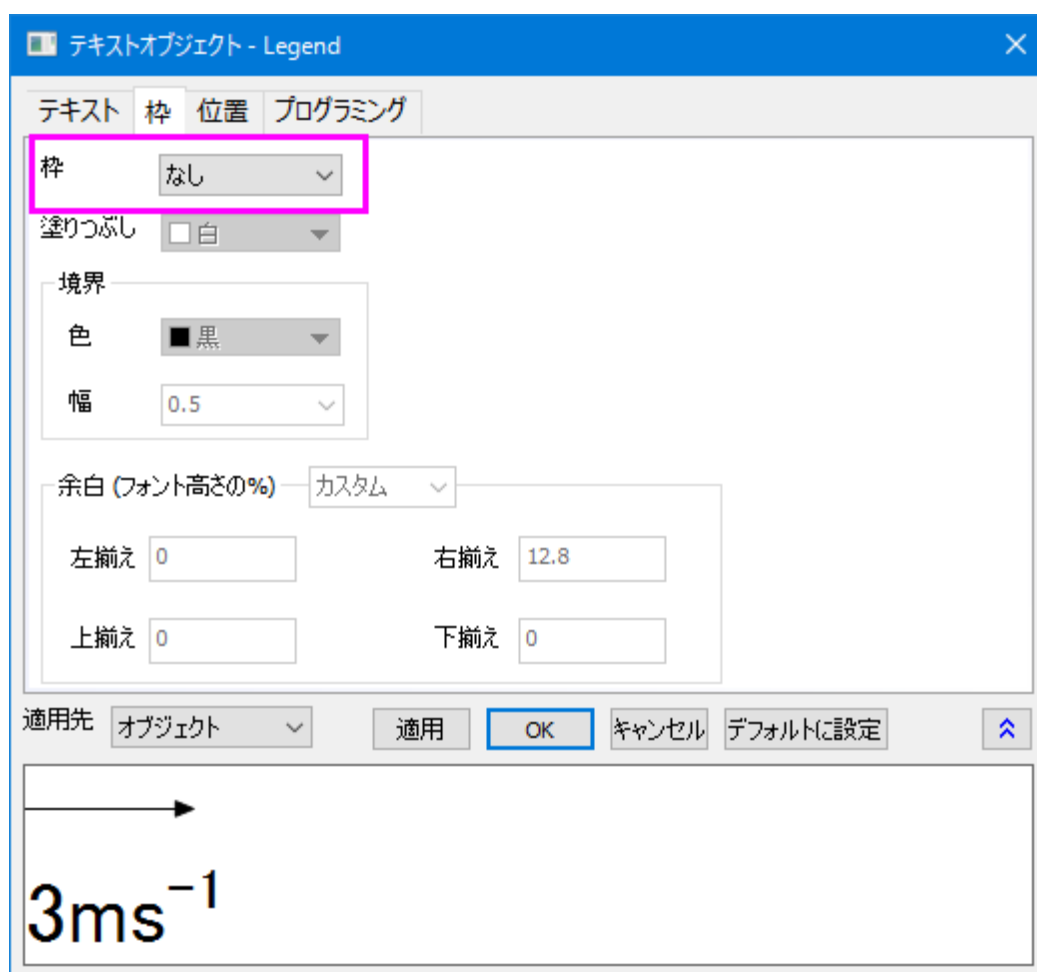 テキストオブジェクト - Legend
テキスト 枠 位置 プログラミング
枠 なし
塗りつぶし 白
境界
色 黒
幅 0.5
余白 (フォント高さの%) カスタム
左揃え 0 右揃え 12.8
上揃え 0 下揃え 0
適用先 オブジェクト 適用 OK キャンセル デフォルトに設定
3ms⁻¹